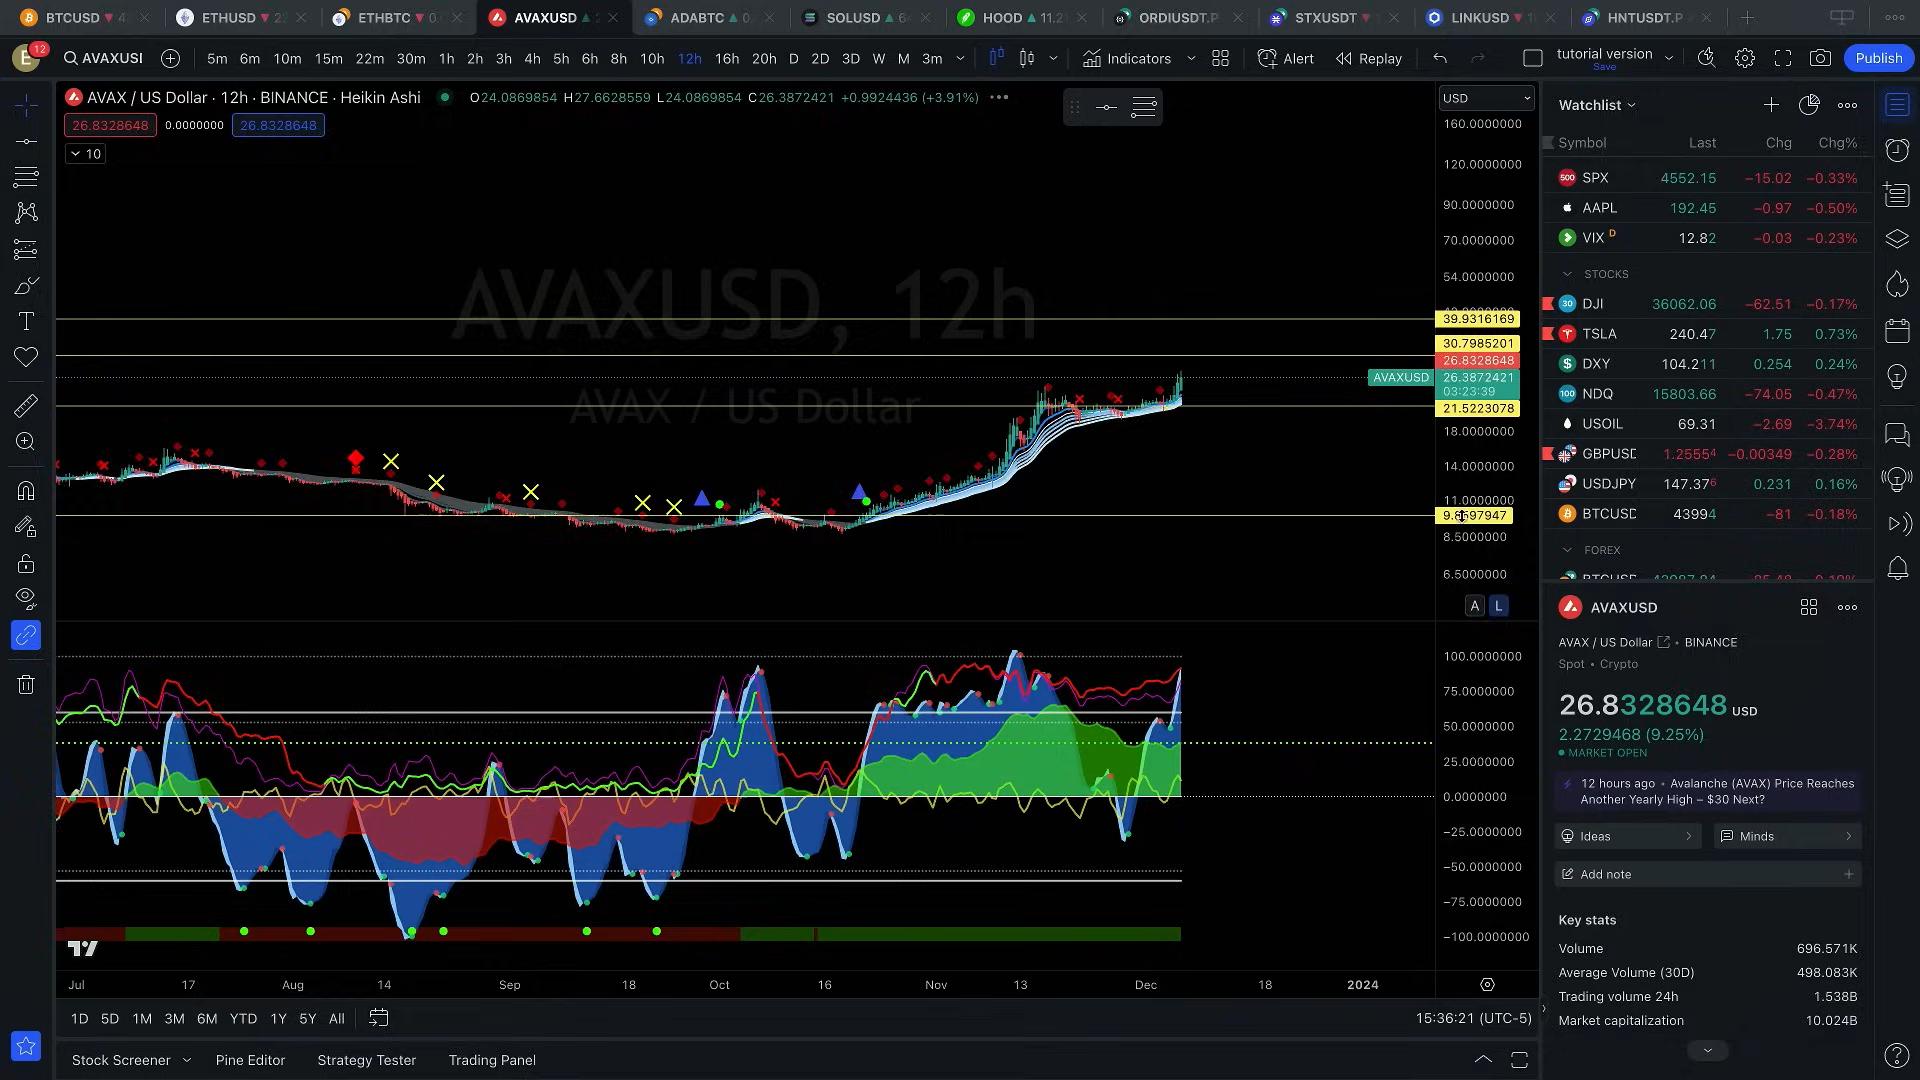 BTCUSD
ETHUSD
ETHBTC
AVAXUSD
ADABTC
SOLUSD
HOOD 11.2
ORDIUSDT.P
STXUSDT
LINKUSD
HNTUSDT.P
E 12 AVAXUSI 5m 6m 10m 15m 22m 30m 1h 2h 3h 4h 5h 6h 8h 10h 12h 16h 20h D 2D 3D W M 3m Indicators Alert Replay tutorial version Save Publish
AVAX / US Dollar · 12h · BINANCE · Heikin Ashi O24.0869854 H27.6628559 L24.0869854 C26.3872421 +0.9924436 (+3.91%)
26.8328648 0.0000000 26.8328648
10
AVAXUSD, 12h
AVAX / US Dollar
USD
160.0000000
120.0000000
90.0000000
70.0000000
54.0000000
39.9316169
30.7985201
26.8328648
AVAXUSD 26.3872421
03:23:39
21.5223078
18.0000000
14.0000000
11.0000000
8.5000000
6.5000000
A L
100.0000000
75.0000000
50.0000000
25.0000000
0.0000000
−25.0000000
−50.0000000
−75.0000000
−100.0000000
Jul 17 Aug 14 Sep 18 Oct 16 Nov 13 Dec 18 2024
1D 5D 1M 3M 6M YTD 1Y 5Y All 15:36:21 (UTC-5)
Stock Screener Pine Editor Strategy Tester Trading Panel
Watchlist
Symbol Last Chg Chg%
500 SPX 4552.15 −15.02 −0.33%
AAPL 192.45 −0.97 −0.50%
VIX D 12.82 −0.03 −0.23%
STOCKS
30 DJI 36062.06 −62.51 −0.17%
TSLA 240.47 1.75 0.73%
DXY 104.211 0.254 0.24%
100 NDQ 15803.66 −74.05 −0.47%
USOIL 69.31 −2.69 −3.74%
GBPUSD 1.25554 −0.00349 −0.28%
USDJPY 147.376 0.231 0.16%
BTCUSD 43994 −81 −0.18%
FOREX
AVAXUSD
AVAX / US Dollar • BINANCE
Spot • Crypto
26.8328648 USD
2.2729468 (9.25%)
MARKET OPEN
12 hours ago • Avalanche (AVAX) Price Reaches
Another Yearly High – $30 Next?
Ideas Minds
Add note
Key stats
Volume 696.571K
Average Volume (30D) 498.083K
Trading volume 24h 1.538B
Market capitalization 10.024B